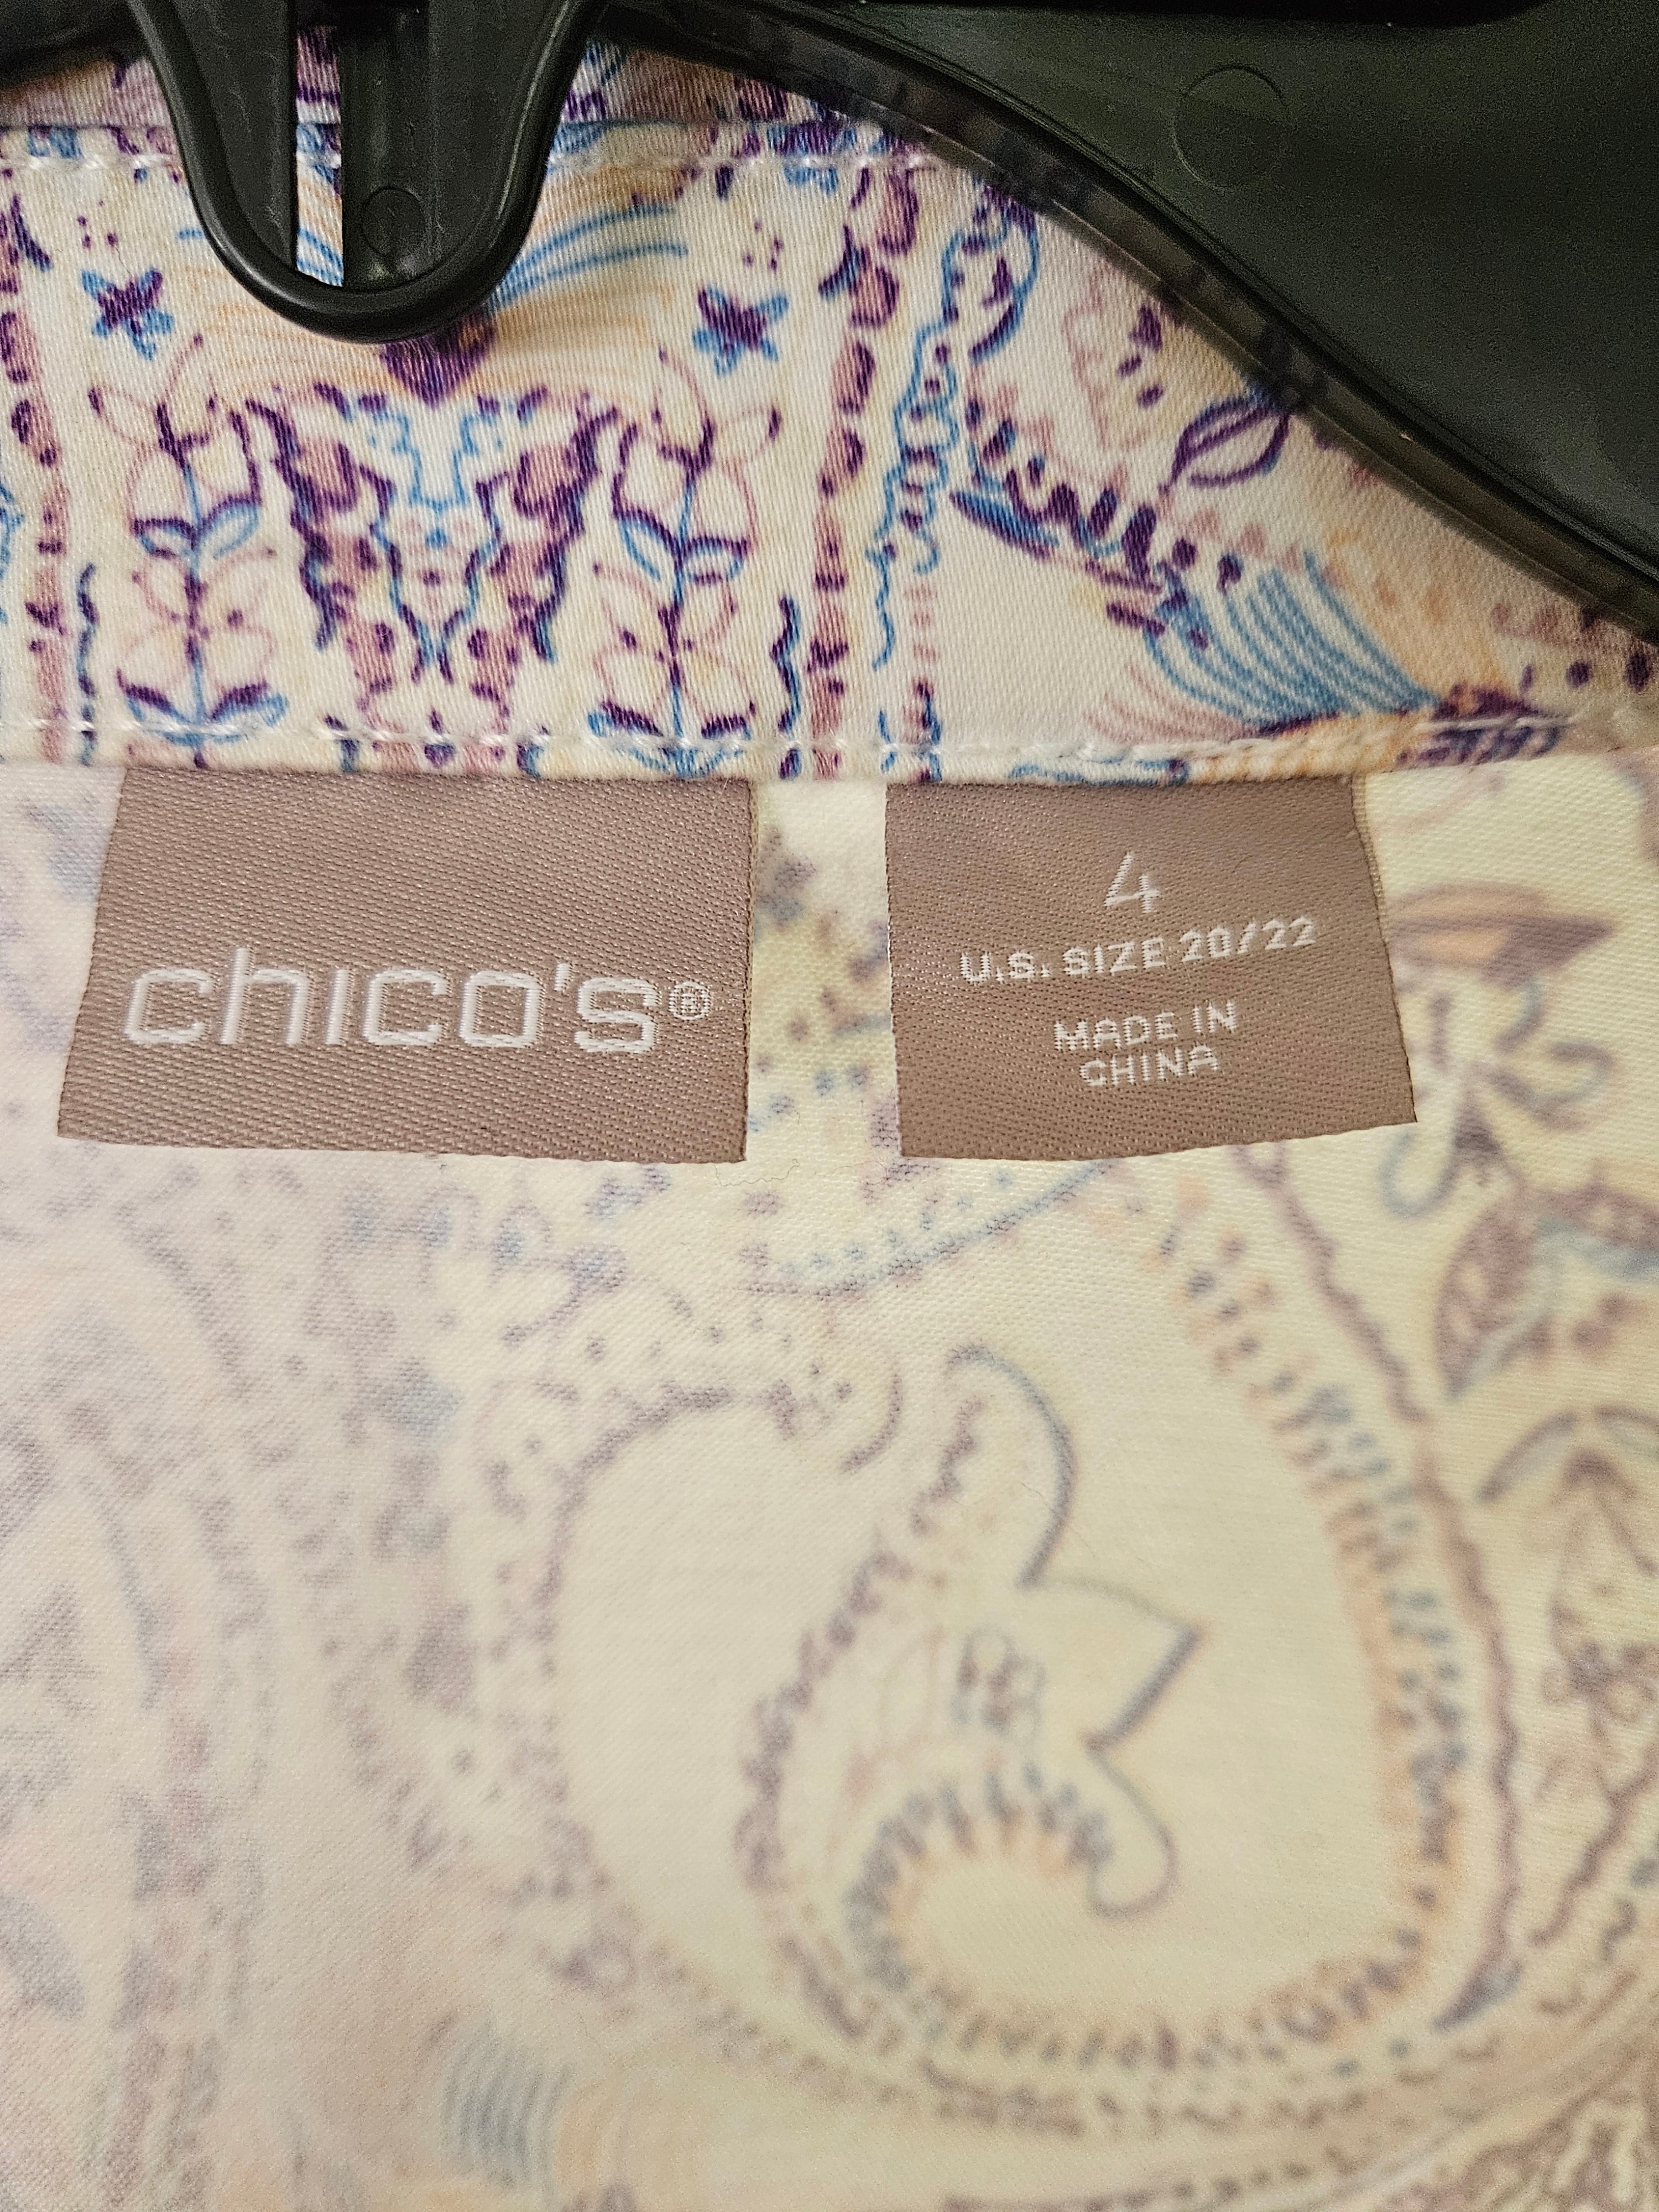 chico's®
4
U.S. SIZE 20/22
MADE IN
CHINA